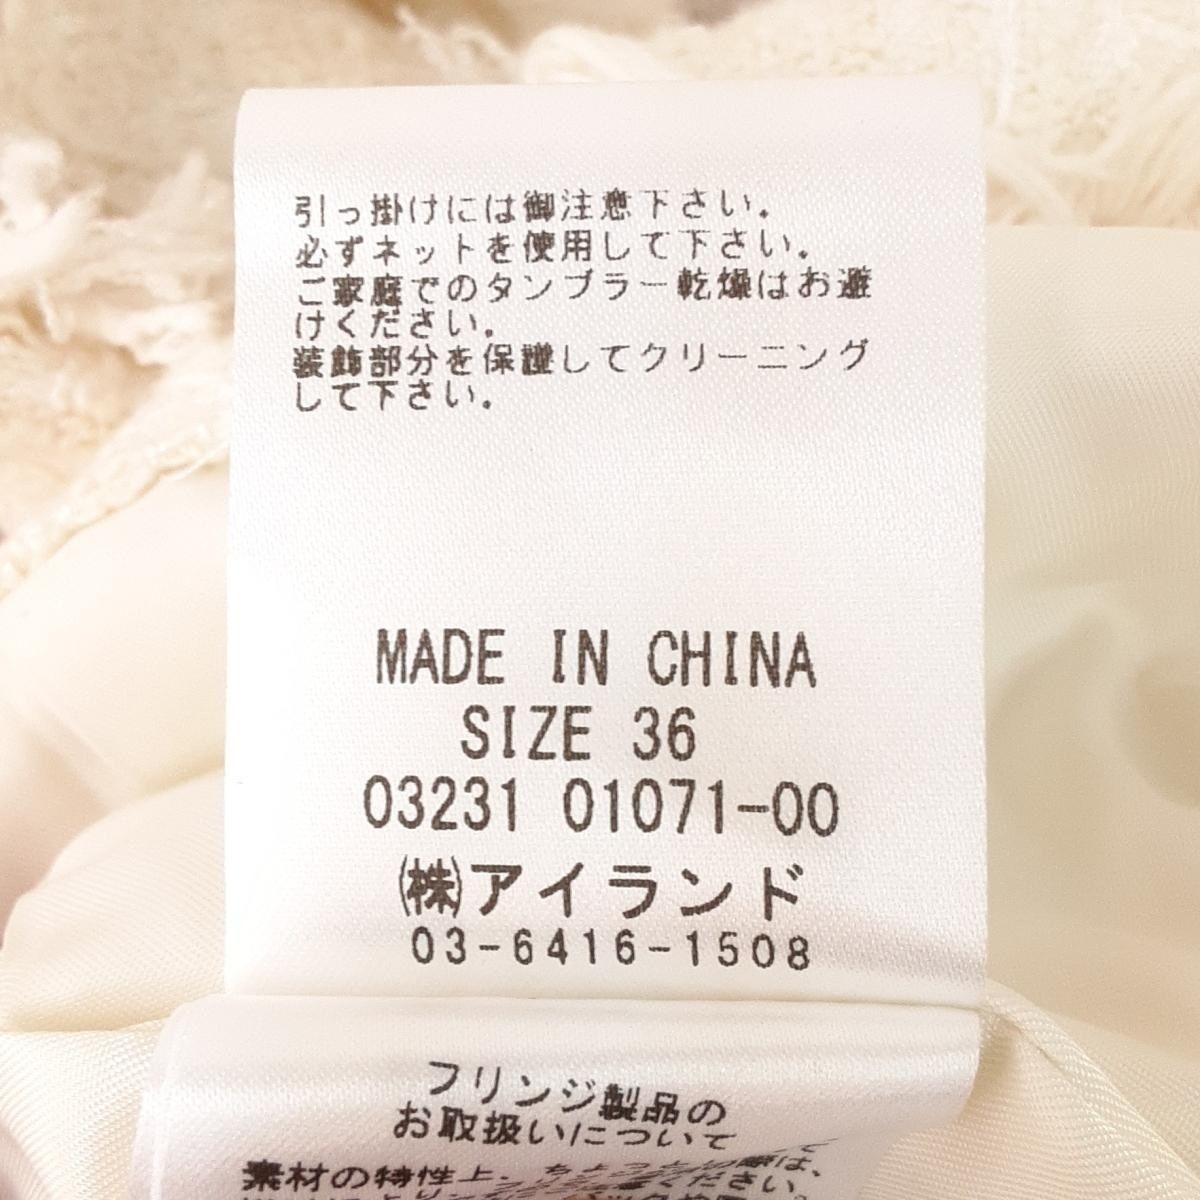 引っ掛けには御注意下さい。
必ずネットを使用して下さい。
ご家庭でのタンブラー乾燥はお避
けください。
装飾部分を保護してクリーニング
して下さい。
MADE IN CHINA
SIZE 36
03231 01071-00
㈱アイランド
03-6416-1508
フリンジ製品の
お取扱いについて
素材の特性上、